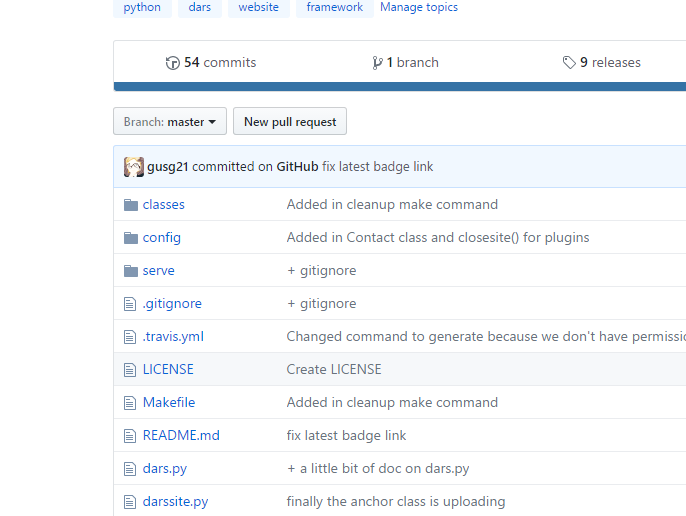 python dars website framework Manage topics
54 commits 1 branch 9 releases
Branch: master New pull request
gusg21 committed on GitHub fix latest badge link
classes Added in cleanup make command
config Added in Contact class and closesite() for plugins
serve + gitignore
.gitignore + gitignore
.travis.yml Changed command to generate because we don't have
LICENSE Create LICENSE
Makefile Added in cleanup make command
README.md fix latest badge link
dars.py + a little bit of doc on dars.py
darssite.py finally the anchor class is uploading